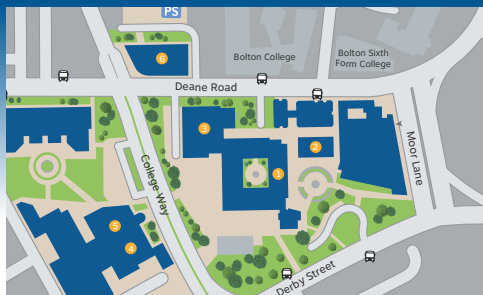 PS
6
Bolton College
Bolton Sixth
Form College
Deane Road
3
2
Moor Lane
1
College Way
5
4
Derby Street